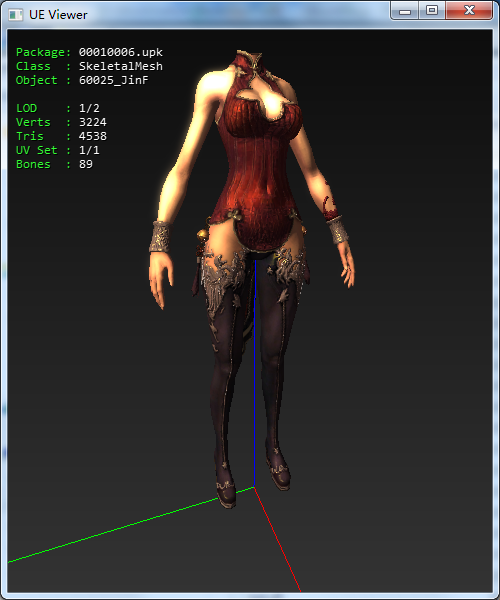 UE Viewer
Package: 00010006.upk
Class  : SkeletalMesh
Object : 60025_JinF
LOD    : 1/2
Verts  : 3224
Tris   : 4538
UV Set : 1/1
Bones  : 89